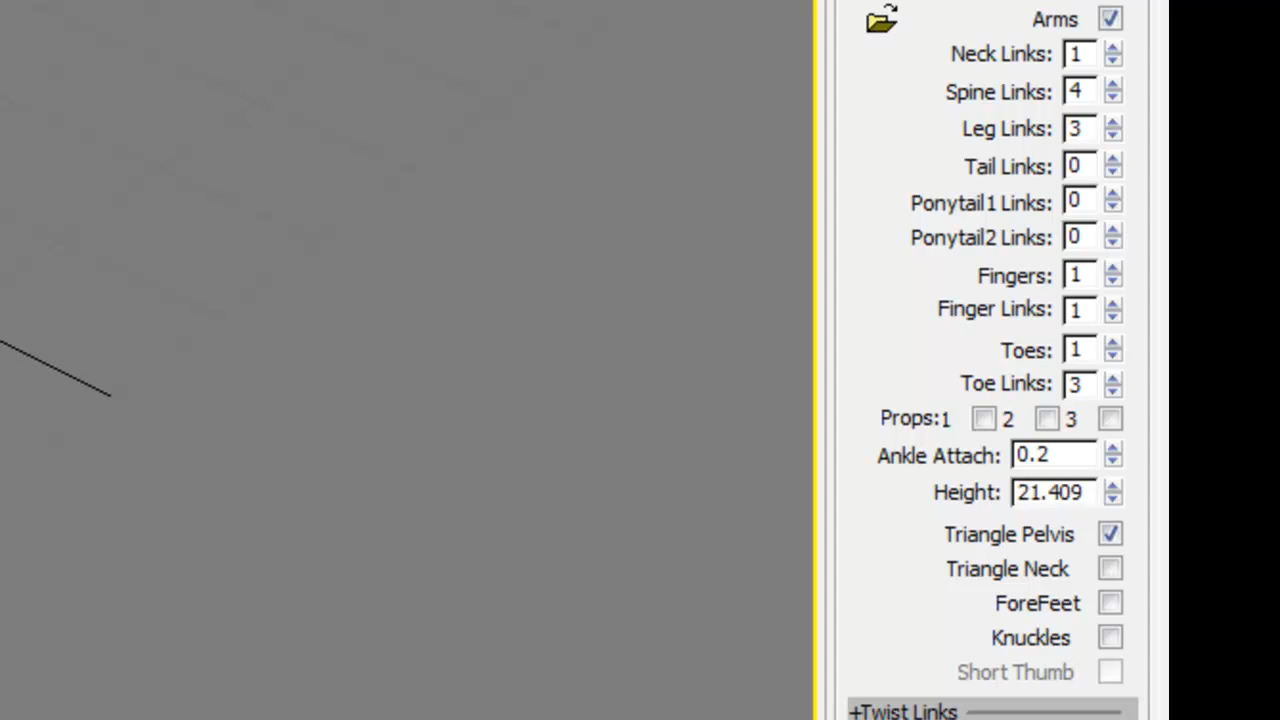 Arms
Neck Links: 1
Spine Links: 4
Leg Links: 3
Tail Links: 0
Ponytail1 Links: 0
Ponytail2 Links: 0
Fingers: 1
Finger Links: 1
Toes: 1
Toe Links: 3
Props:1 2 3
Ankle Attach: 0.2
Height: 21.409
Triangle Pelvis
Triangle Neck
ForeFeet
Knuckles
Short Thumb
+Twist Links